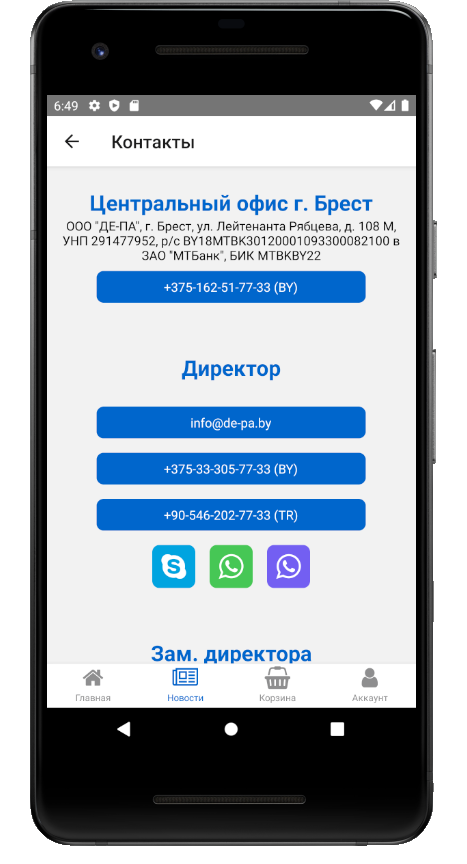 6:49
Контакты
Центральный офис г. Брест
ООО "ДЕ-ПА", г. Брест, ул. Лейтенанта Рябцева, д. 108 М,
УНП 291477952, р/с BY18MTBK30120001093300082100 в
ЗАО "МТБанк", БИК MTBKBY22
+375-162-51-77-33 (BY)
Директор
info@de-pa.by
+375-33-305-77-33 (BY)
+90-546-202-77-33 (TR)
Зам. директора
Главная Новости Корзина Аккаунт